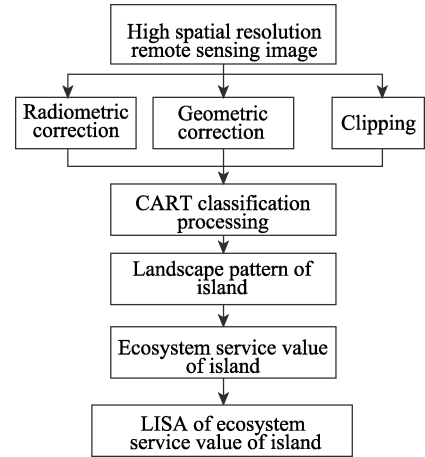 High spatial resolution
remote sensing image
Radiometric
correction
Geometric
correction
Clipping
CART classification
processing
Landscape pattern of
island
Ecosystem service value
of island
LISA of ecosystem
service value of island